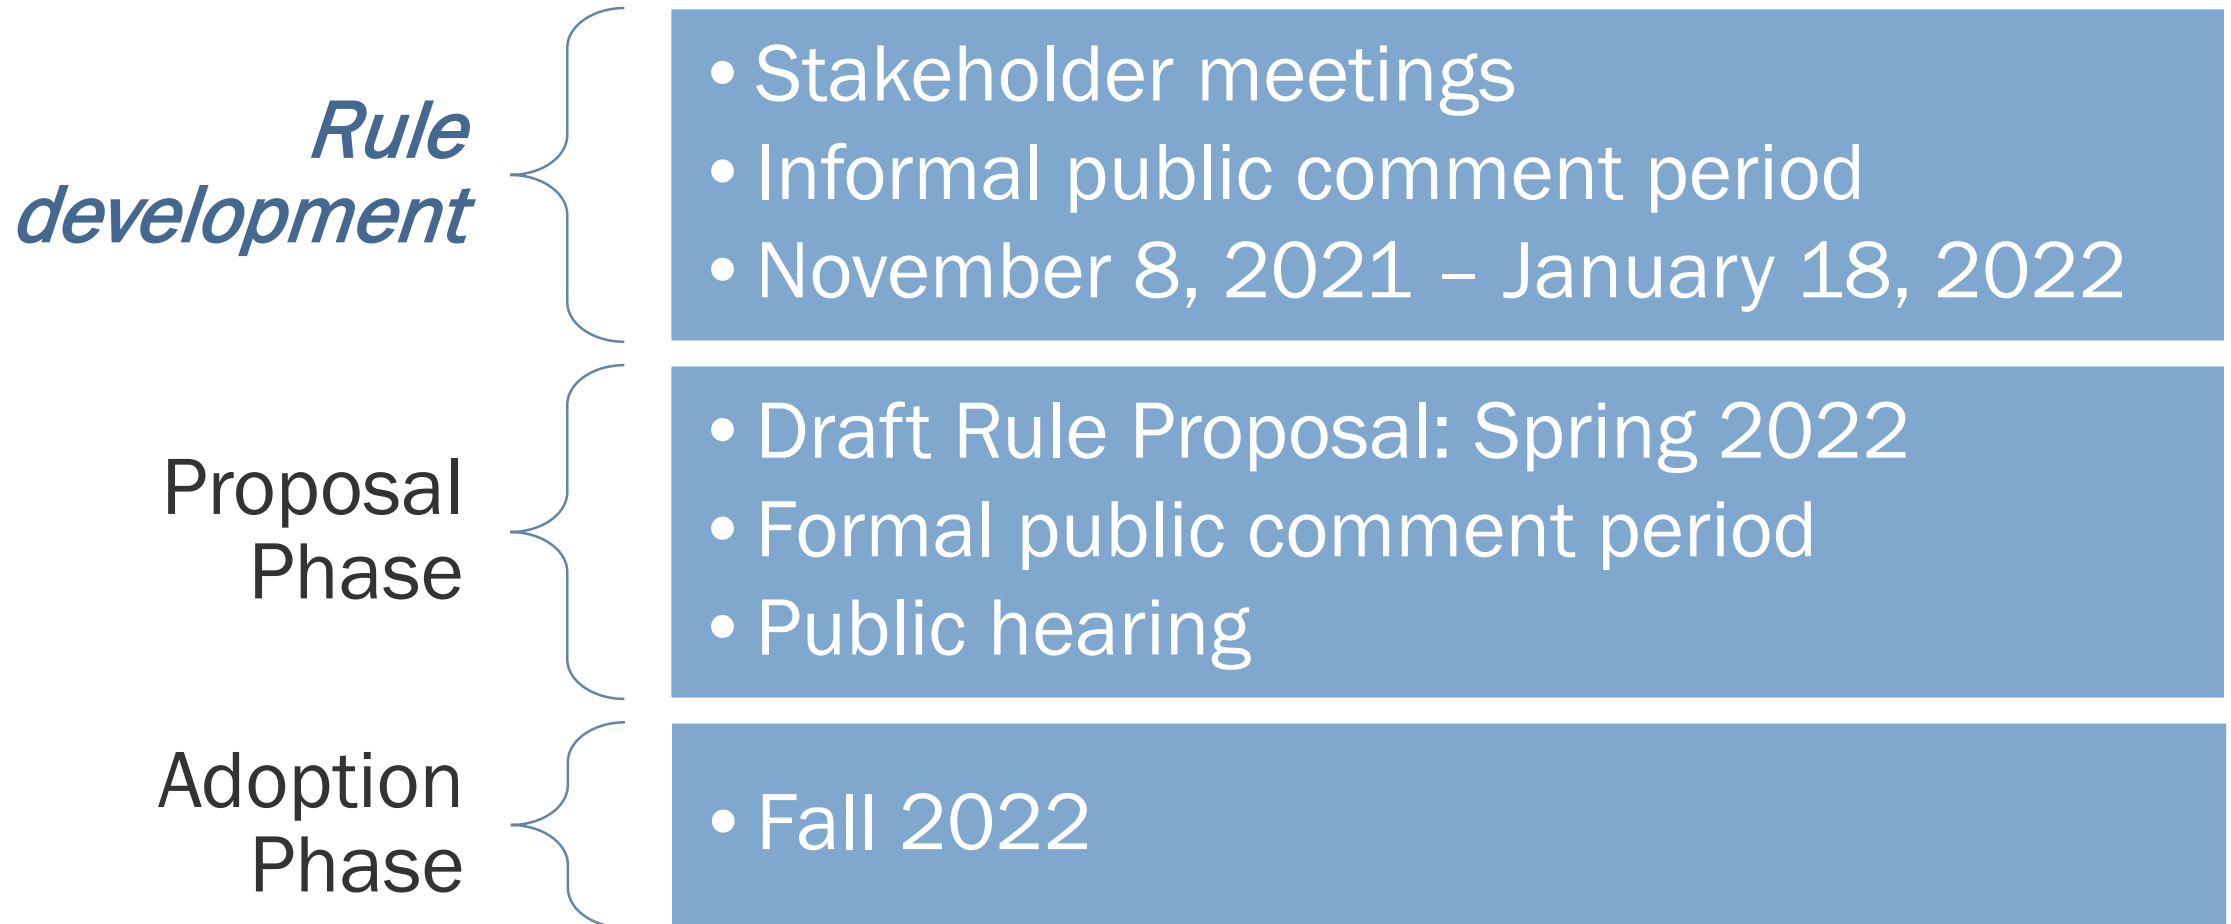 Rule
development
• Stakeholder meetings
• Informal public comment period
• November 8, 2021 – January 18, 2022
Proposal
Phase
• Draft Rule Proposal: Spring 2022
• Formal public comment period
• Public hearing
Adoption
Phase
• Fall 2022